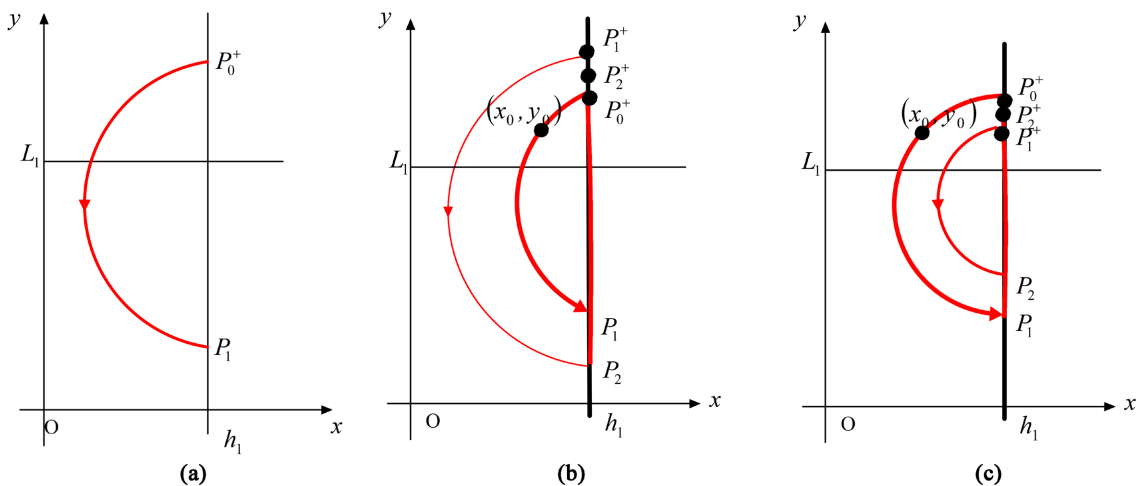 y
P₀⁺
L₁
P₁
O
h₁
x
(a)
y
P₁⁺
P₂⁺
P₀⁺
(x₀, y₀)
L₁
P₁
P₂
O
h₁
x
(b)
y
P₀⁺
P₂⁺
P₁⁺
(x₀, y₀)
L₁
P₂
P₁
O
h₁
x
(c)